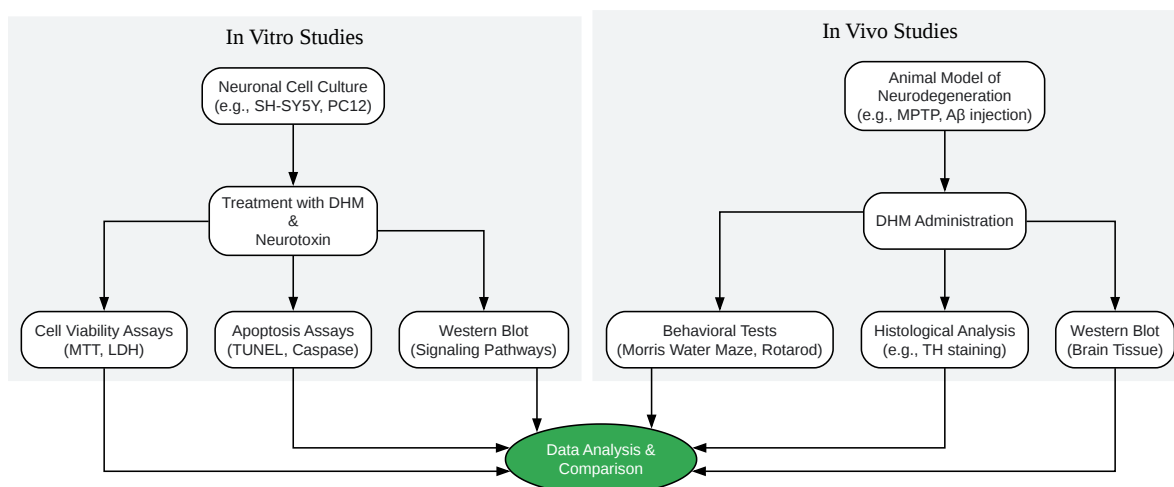 In Vitro Studies
Neuronal Cell Culture
(e.g., SH-SY5Y, PC12)
Treatment with DHM
&
Neurotoxin
Cell Viability Assays
(MTT, LDH)
Apoptosis Assays
(TUNEL, Caspase)
Western Blot
(Signaling Pathways)
In Vivo Studies
Animal Model of
Neurodegeneration
(e.g., MPTP, Aβ injection)
DHM Administration
Behavioral Tests
(Morris Water Maze, Rotarod)
Histological Analysis
(e.g., TH staining)
Western Blot
(Brain Tissue)
Data Analysis &
Comparison